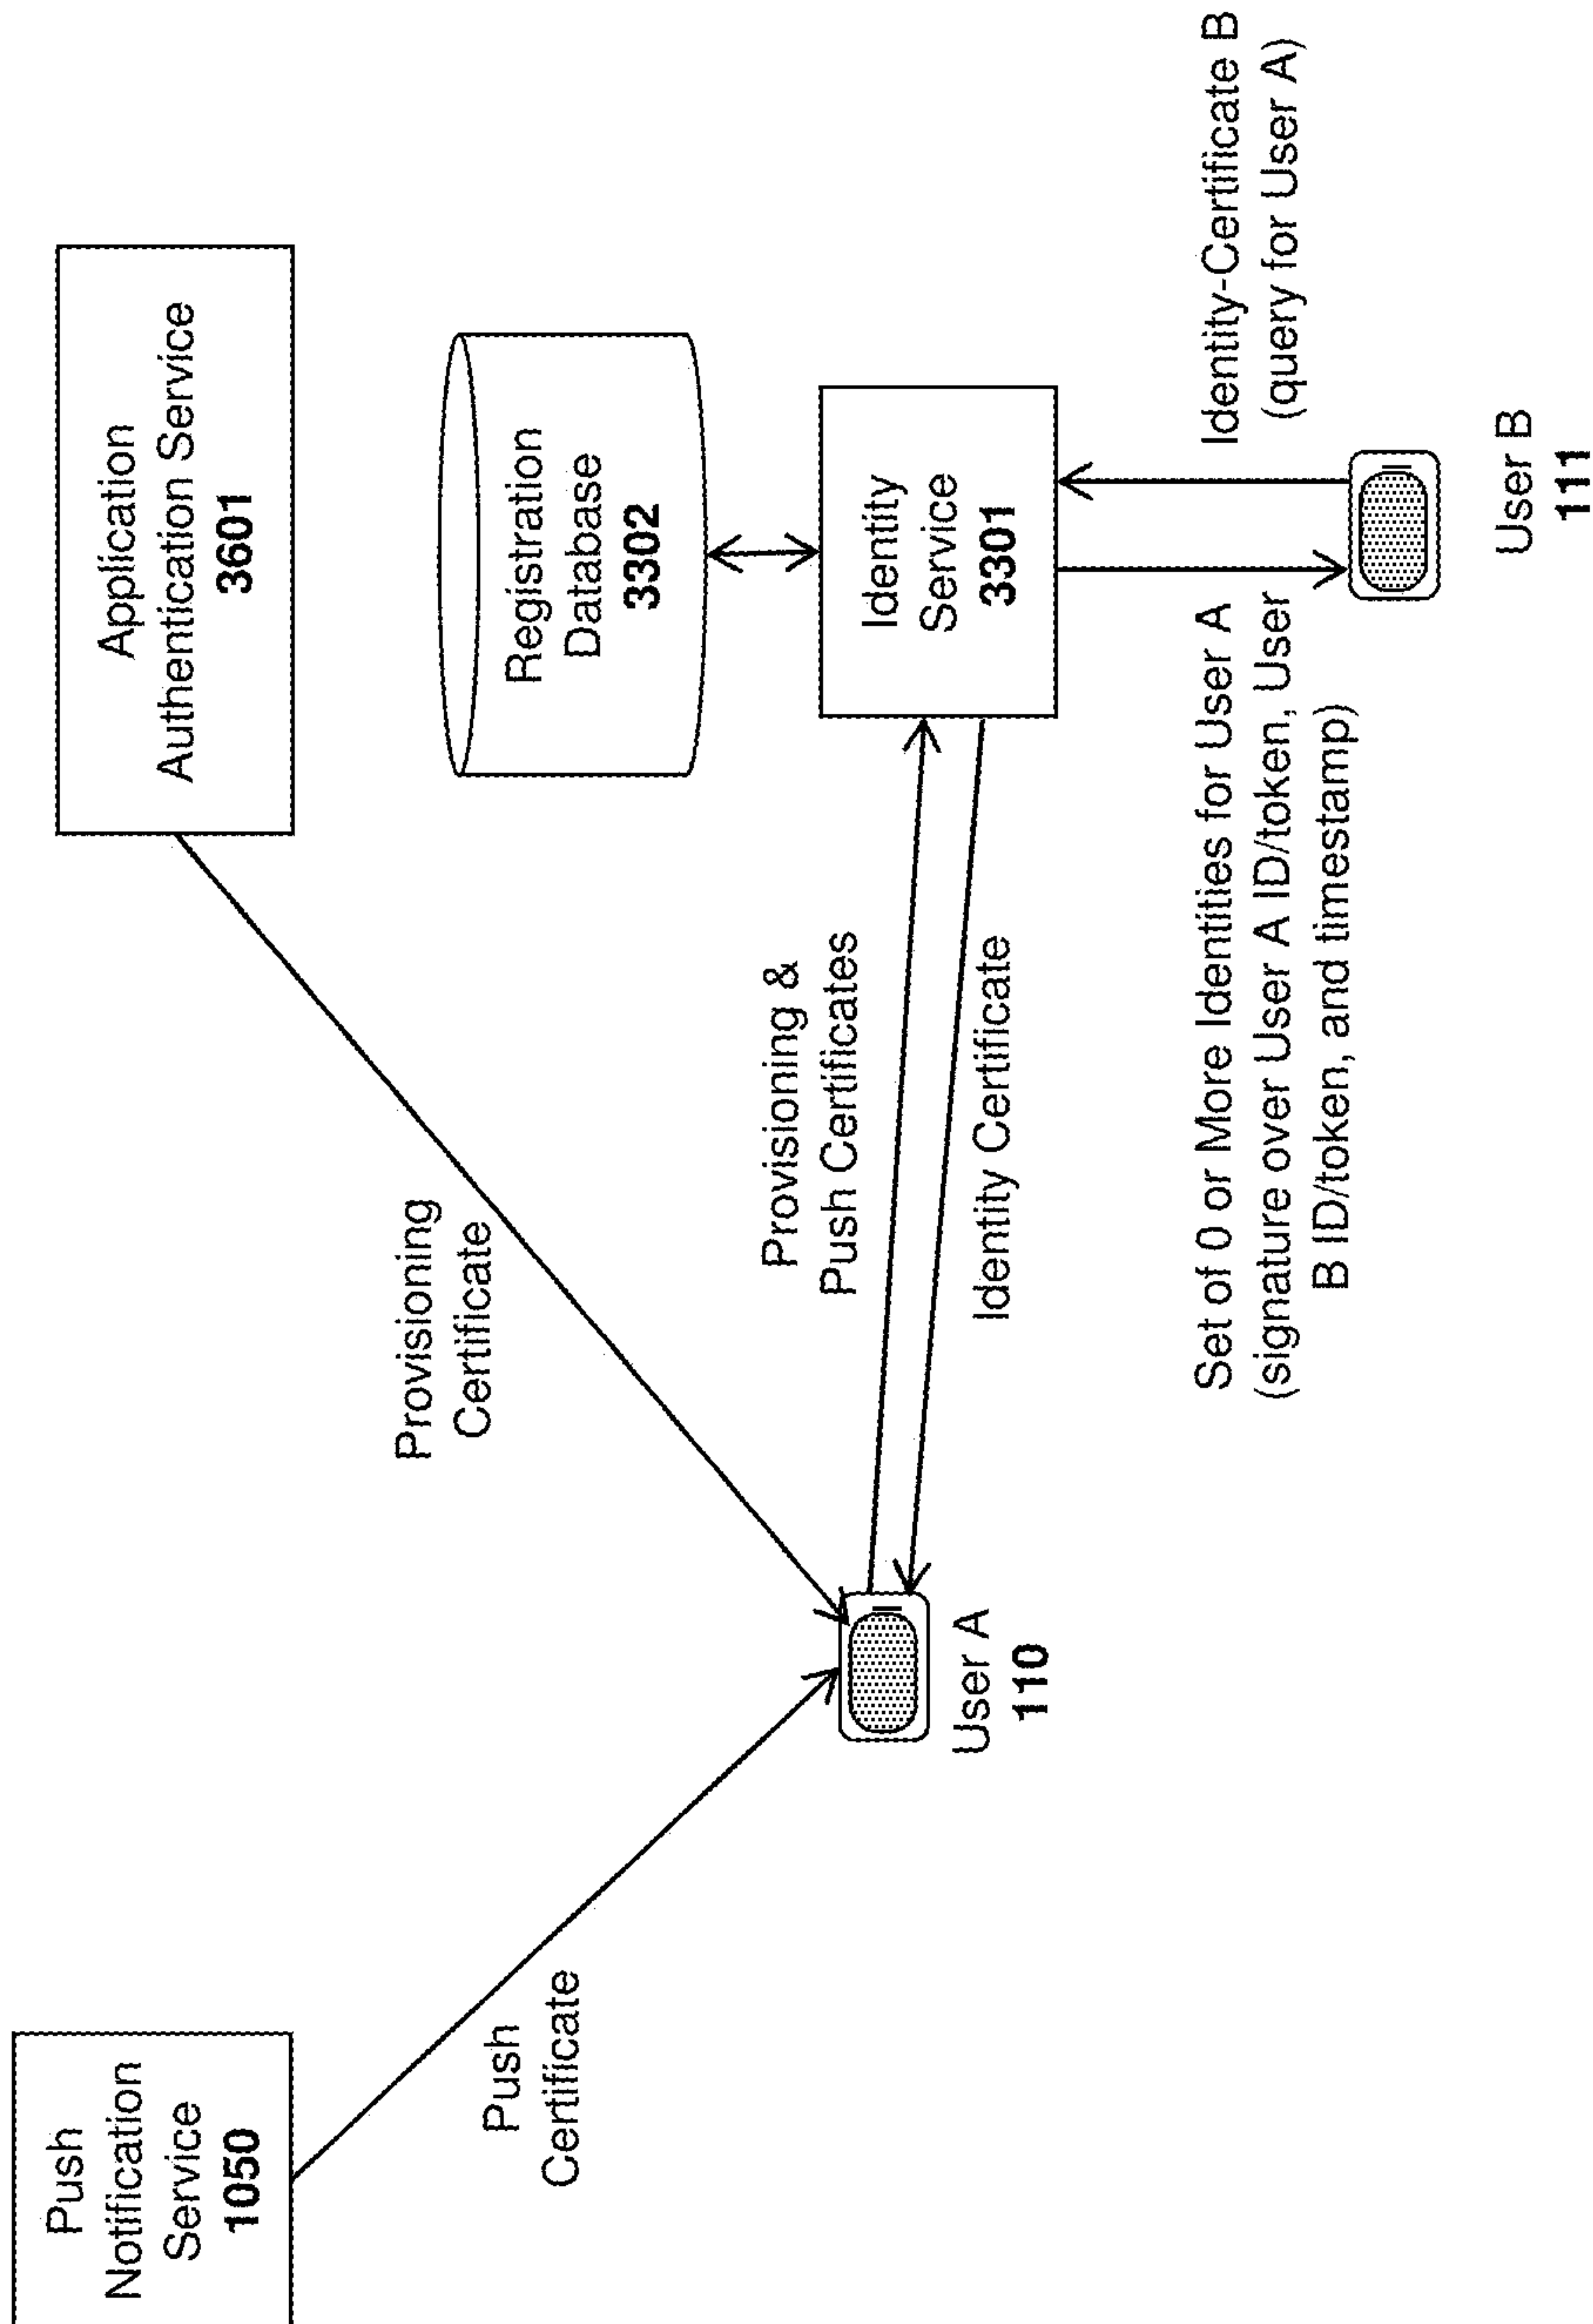 Push
Notification
Service
1050
Application
Authentication Service
3601
Push
Certificate
Provisioning
Certificate
Registration
Database
3302
Provisioning &
Push Certificates
Identity Certificate
Identity
Service
3301
User A
110
Set of 0 or More Identities for User A
(signature over User A ID/token, User
B ID/token, and timestamp)
Identity-Certificate B
(query for User A)
User B
111